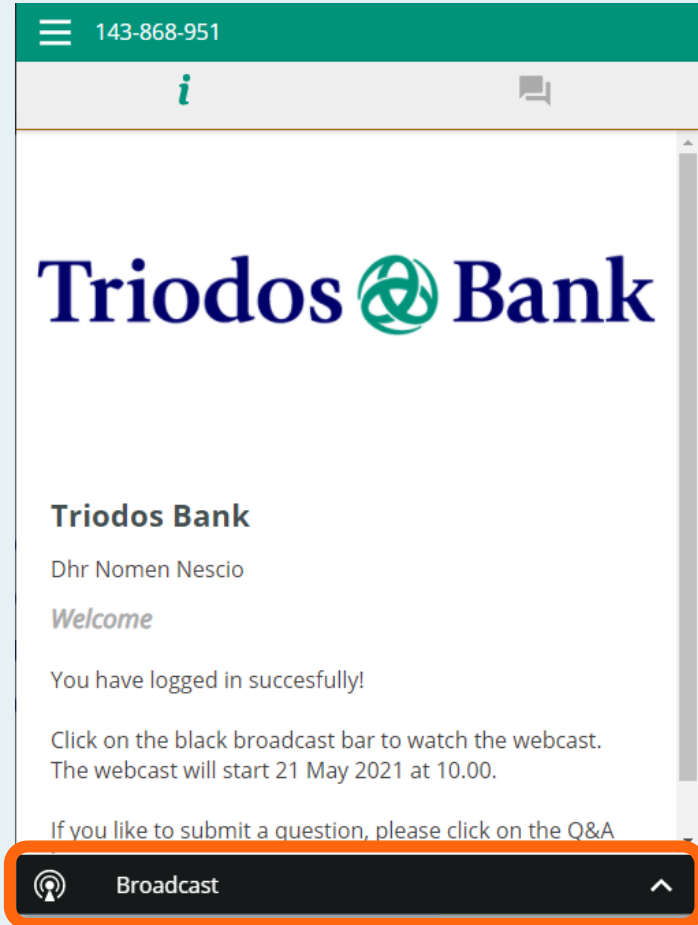 143-868-951
i
Triodos Bank
Triodos Bank
Dhr Nomen Nescio
Welcome
You have logged in succesfully!
Click on the black broadcast bar to watch the webcast.
The webcast will start 21 May 2021 at 10.00.
If you like to submit a question, please click on the Q&A
Broadcast